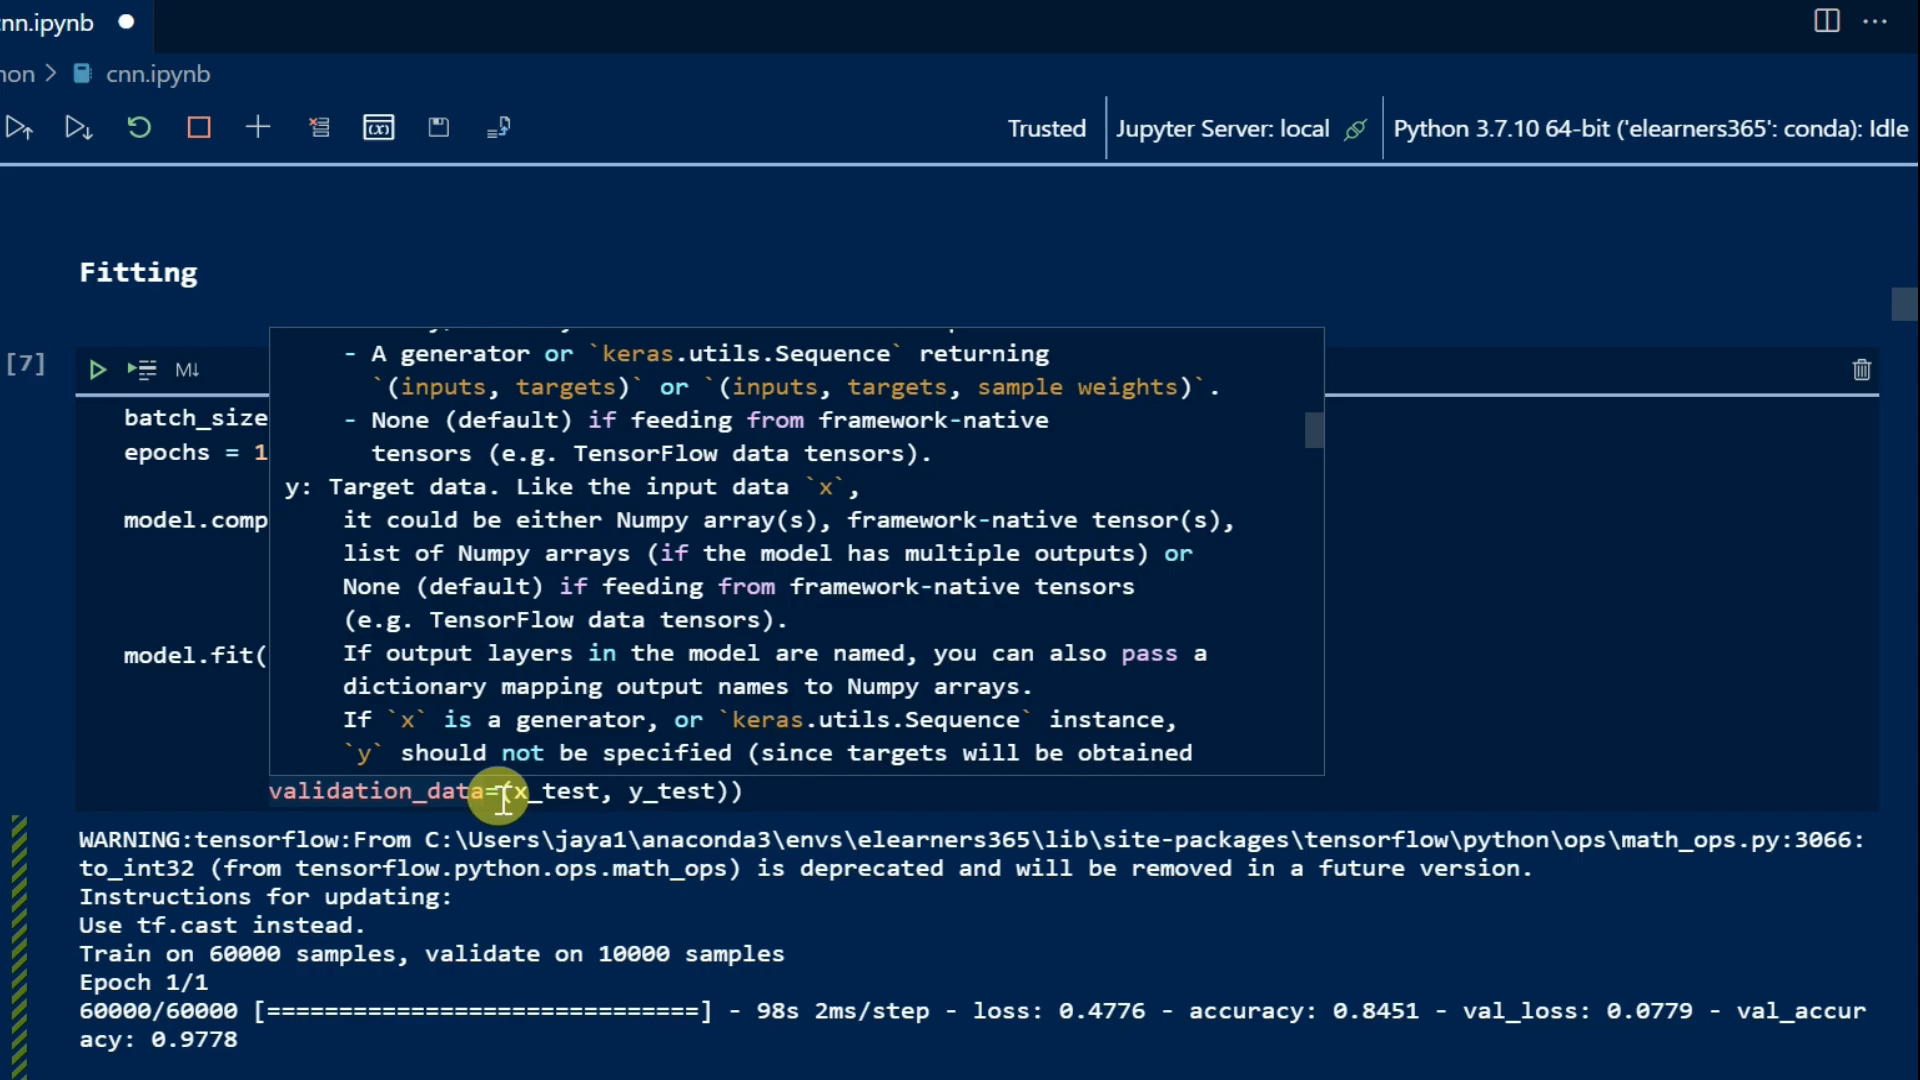 nn.ipynb
non > cnn.ipynb
Trusted
Jupyter Server: local
Python 3.7.10 64-bit ('elearners365': conda): Idle
Fitting
[7]
M↓
- A generator or `keras.utils.Sequence` returning
`(inputs, targets)` or `(inputs, targets, sample weights)`.
- None (default) if feeding from framework-native
tensors (e.g. TensorFlow data tensors).
y: Target data. Like the input data `x`,
it could be either Numpy array(s), framework-native tensor(s),
list of Numpy arrays (if the model has multiple outputs) or
None (default) if feeding from framework-native tensors
(e.g. TensorFlow data tensors).
If output layers in the model are named, you can also pass a
dictionary mapping output names to Numpy arrays.
If `x` is a generator, or `keras.utils.Sequence` instance,
`y` should not be specified (since targets will be obtained
batch_size
epochs = 1
model.comp
model.fit(
validation_data=(x_test, y_test))
WARNING:tensorflow:From C:\Users\jaya1\anaconda3\envs\elearners365\lib\site-packages\tensorflow\python\ops\math_ops.py:3066:
to_int32 (from tensorflow.python.ops.math_ops) is deprecated and will be removed in a future version.
Instructions for updating:
Use tf.cast instead.
Train on 60000 samples, validate on 10000 samples
Epoch 1/1
60000/60000 [==============================] - 98s 2ms/step - loss: 0.4776 - accuracy: 0.8451 - val_loss: 0.0779 - val_accur
acy: 0.9778